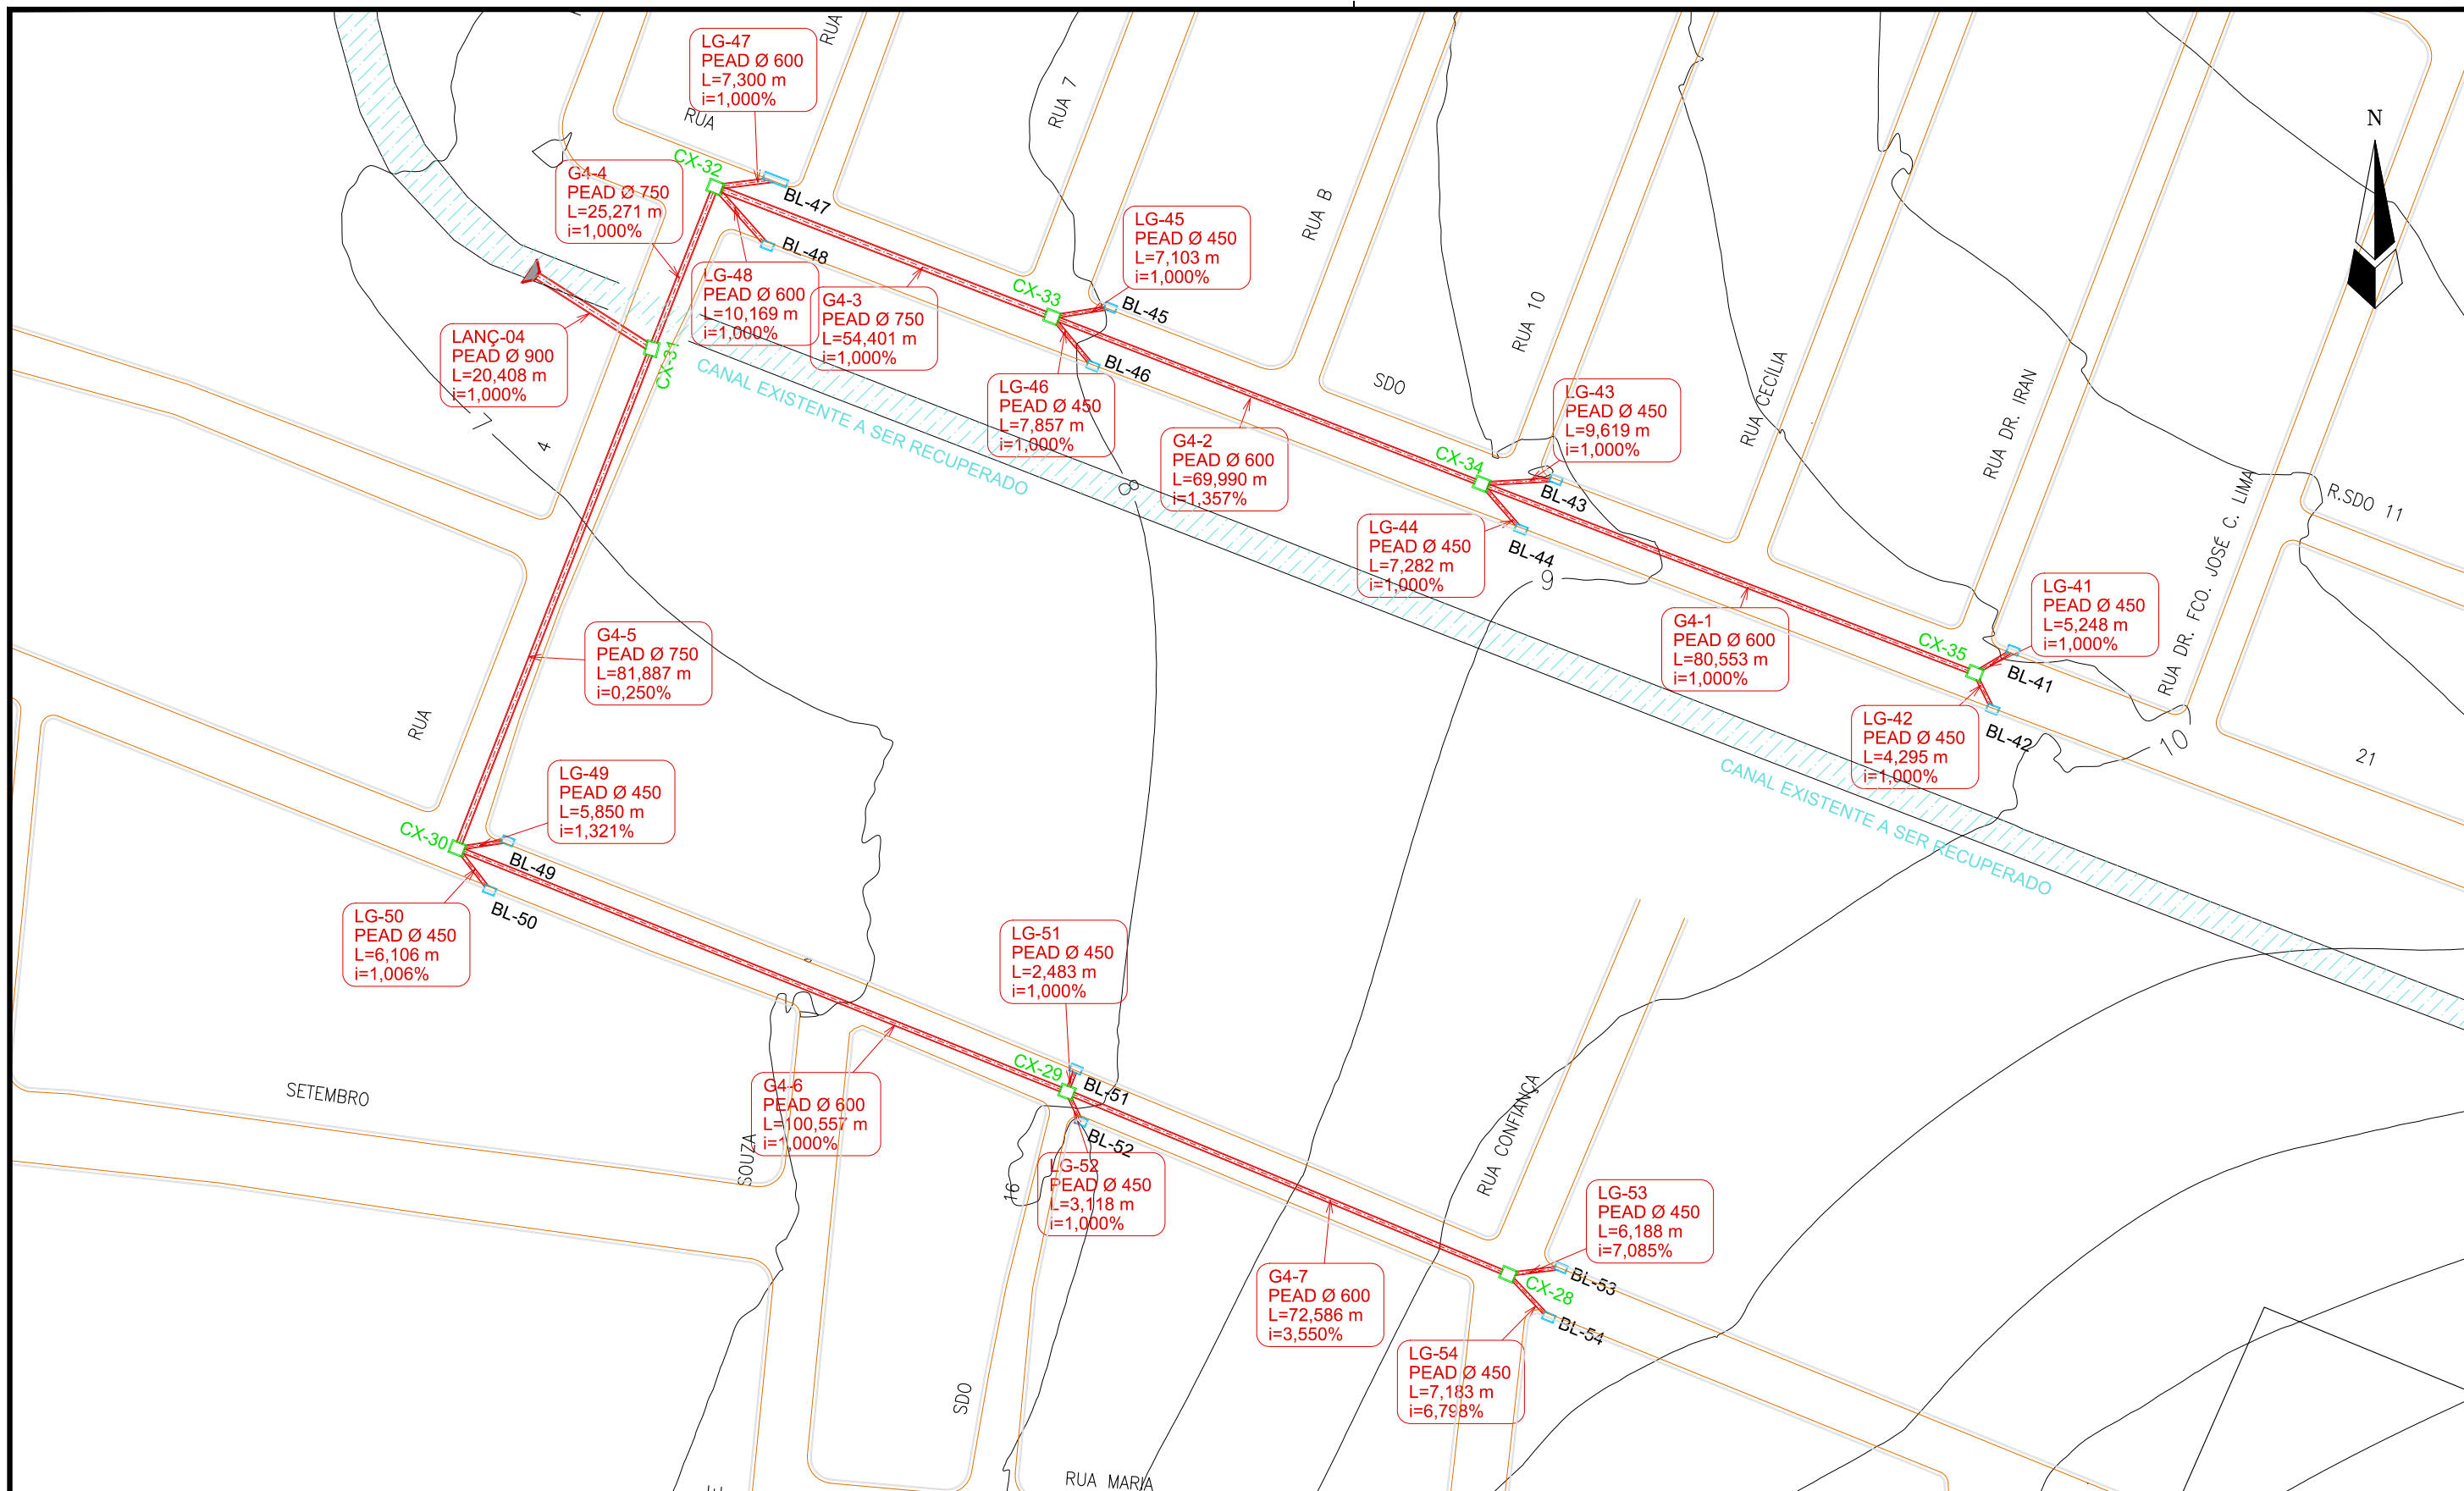 RUA
LG-47
PEAD Ø 600
L=7,300 m
i=1,000%
RUA
RUA 7
N
CX-32
G4-4
PEAD Ø 750
L=25,271 m
i=1,000%
BL-47
BL-48
LG-45
PEAD Ø 450
L=7,103 m
i=1,000%
RUA B
LG-48
PEAD Ø 600
L=10,169 m
i=1,000%
G4-3
PEAD Ø 750
L=54,401 m
i=1,000%
CX-33
BL-45
BL-46
RUA 10
LANÇ-04
PEAD Ø 900
L=20,408 m
i=1,000%
CX-31
CANAL EXISTENTE A SER RECUPERADO
LG-46
PEAD Ø 450
L=7,857 m
i=1,000%
SDO
LG-43
PEAD Ø 450
L=9,619 m
i=1,000%
RUA CECÍLIA
RUA DR. IRAN
7
4
8
G4-2
PEAD Ø 600
L=69,990 m
i=1,357%
CX-34
BL-43
BL-44
LG-44
PEAD Ø 450
L=7,282 m
i=1,000%
9
R.SDO 11
RUA DR. FCO. JOSÉ C. LIMA
LG-41
PEAD Ø 450
L=5,248 m
i=1,000%
G4-1
PEAD Ø 600
L=80,553 m
i=1,000%
CX-35
BL-41
BL-42
LG-42
PEAD Ø 450
L=4,295 m
i=1,000%
10
21
G4-5
PEAD Ø 750
L=81,887 m
i=0,250%
RUA
CANAL EXISTENTE A SER RECUPERADO
LG-49
PEAD Ø 450
L=5,850 m
i=1,321%
CX-30
BL-49
BL-50
LG-50
PEAD Ø 450
L=6,106 m
i=1,006%
LG-51
PEAD Ø 450
L=2,483 m
i=1,000%
CX-29
BL-51
BL-52
SETEMBRO
G4-6
PEAD Ø 600
L=100,557 m
i=1,000%
SOUZA
16
LG-52
PEAD Ø 450
L=3,118 m
i=1,000%
RUA CONFIANÇA
LG-53
PEAD Ø 450
L=6,188 m
i=7,085%
G4-7
PEAD Ø 600
L=72,586 m
i=3,550%
BL-53
CX-28
BL-54
LG-54
PEAD Ø 450
L=7,183 m
i=6,798%
SDO
RUA MARIA